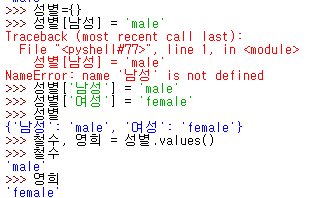 >>> 성별={}
>>> 성별[남성] = 'male'
Traceback (most recent call last):
  File "<pyshell#77>", line 1, in <module>
    성별[남성] = 'male'
NameError: name '남성' is not defined
>>> 성별['남성'] = 'male'
>>> 성별['여성'] = 'female'
>>> 성별
{'남성': 'male', '여성': 'female'}
>>> 철수, 영희 = 성별.values()
>>> 철수
'male'
>>> 영희
'female'